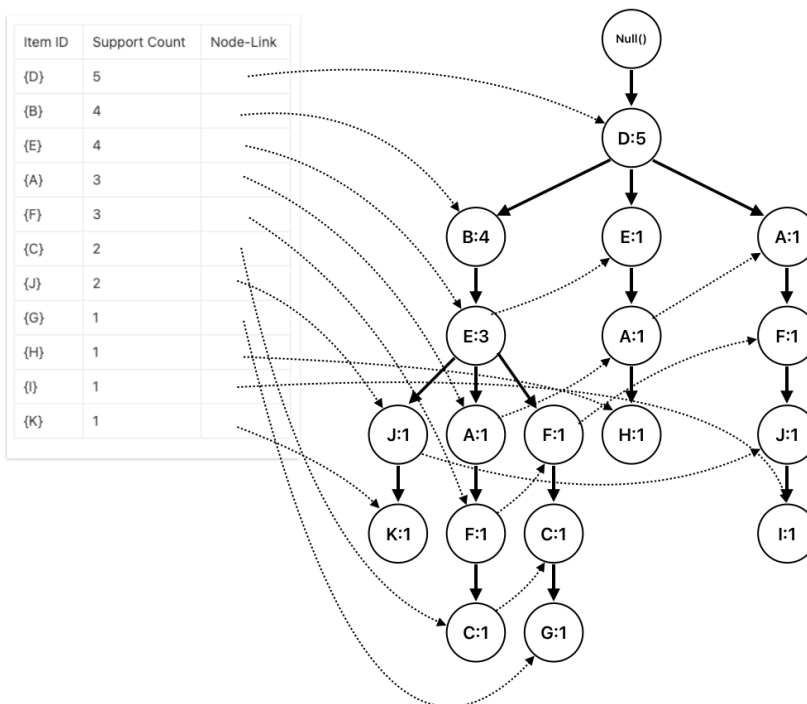 Item ID Support Count Node-Link
{D} 5
{B} 4
{E} 4
{A} 3
{F} 3
{C} 2
{J} 2
{G} 1
{H} 1
{I} 1
{K} 1
Null()
D:5
B:4 E:1 A:1
E:3 A:1 F:1
J:1 A:1 F:1 H:1 J:1
K:1 F:1 C:1 I:1
C:1 G:1